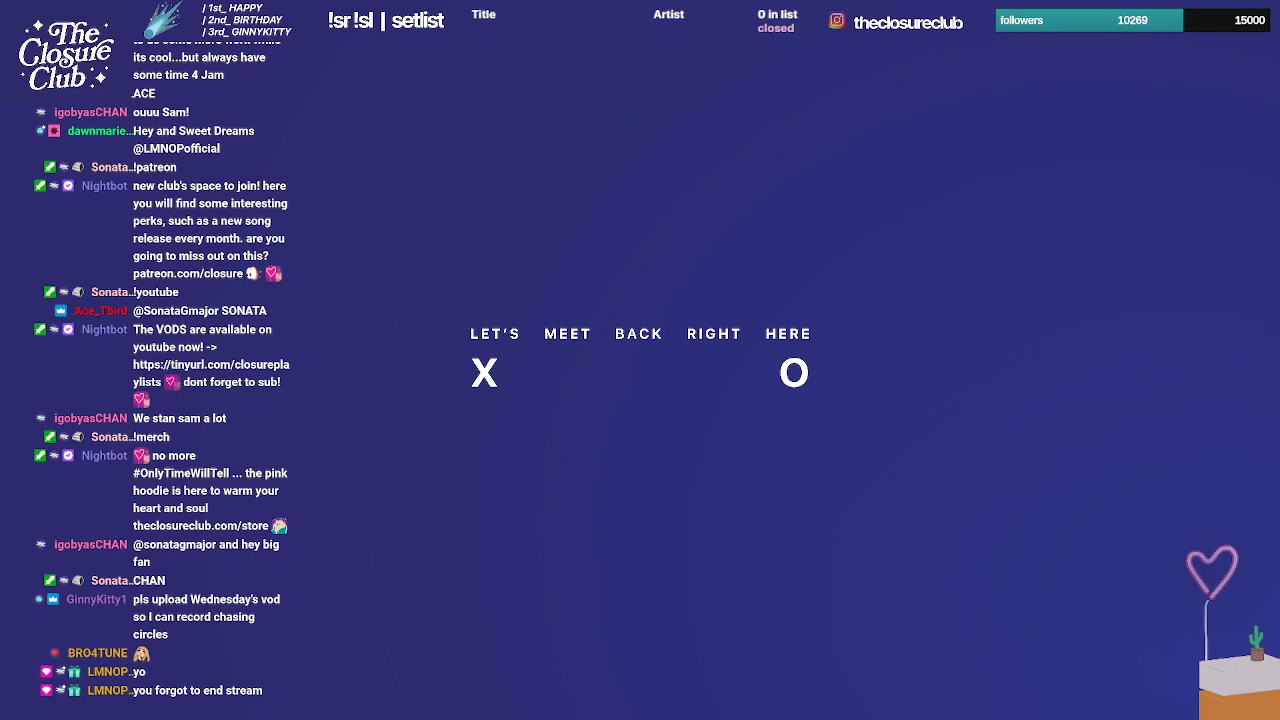 The
Closure
Club
| 1st_ HAPPY
| 2nd_ BIRTHDAY
| 3rd_ GINNYKITTY
!sr !sl | setlist
Title
Artist
0 in list
closed
theclosureclub
followers 10269 15000
its cool...but always have
some time 4 Jam
.ACE
igobyasCHAN ouuu Sam!
dawnmarie... Hey and Sweet Dreams
@LMNOPofficial
Sonata... !patreon
Nightbot new club's space to join! here
you will find some interesting
perks, such as a new song
release every month. are you
going to miss out on this?
patreon.com/closure
Sonata... !youtube
Ace_Tbird @SonataGmajor SONATA
Nightbot The VODS are available on
youtube now! ->
https://tinyurl.com/closurepla
ylists dont forget to sub!
igobyasCHAN We stan sam a lot
Sonata... !merch
Nightbot no more
#OnlyTimeWillTell ... the pink
hoodie is here to warm your
heart and soul
theclosureclub.com/store
igobyasCHAN @sonatagmajor and hey big
fan
Sonata... CHAN
GinnyKitty1 pls upload Wednesday's vod
so I can record chasing
circles
BRO4TUNE
LMNOP... yo
LMNOP... you forgot to end stream
LET'S MEET BACK RIGHT HERE
X O